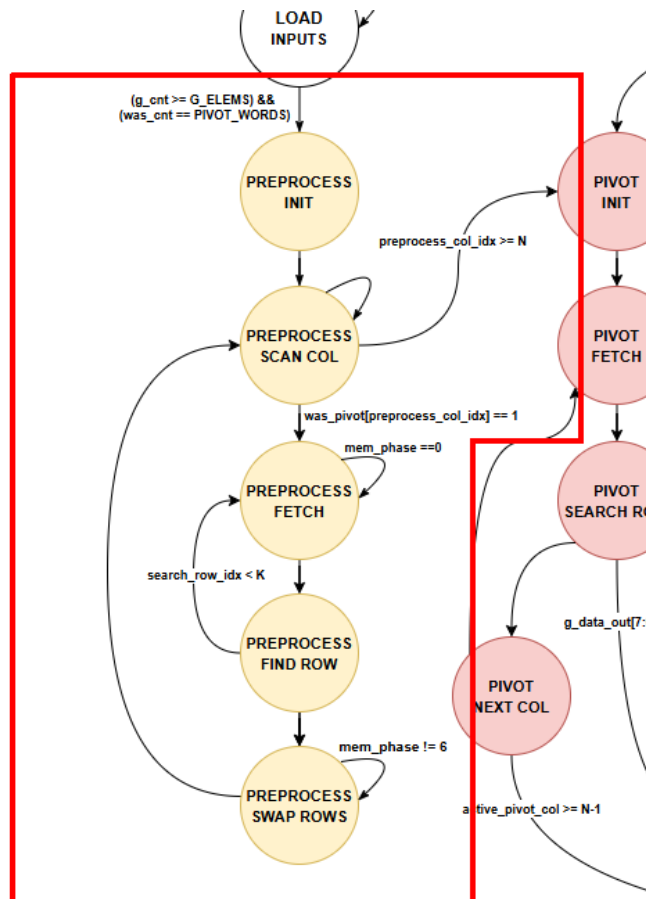 LOAD
INPUTS
(g_cnt >= G_ELEMS) &&
(was_cnt == PIVOT_WORDS)
PREPROCESS
INIT
PIVOT
INIT
preprocess_col_idx >= N
PREPROCESS
SCAN COL
PIVOT
FETCH
was_pivot[preprocess_col_idx] == 1
mem_phase ==0
PREPROCESS
FETCH
PIVOT
SEARCH RO
search_row_idx < K
g_data_out[7:
PREPROCESS
FIND ROW
PIVOT
NEXT COL
mem_phase != 6
PREPROCESS
SWAP ROWS
active_pivot_col >= N-1